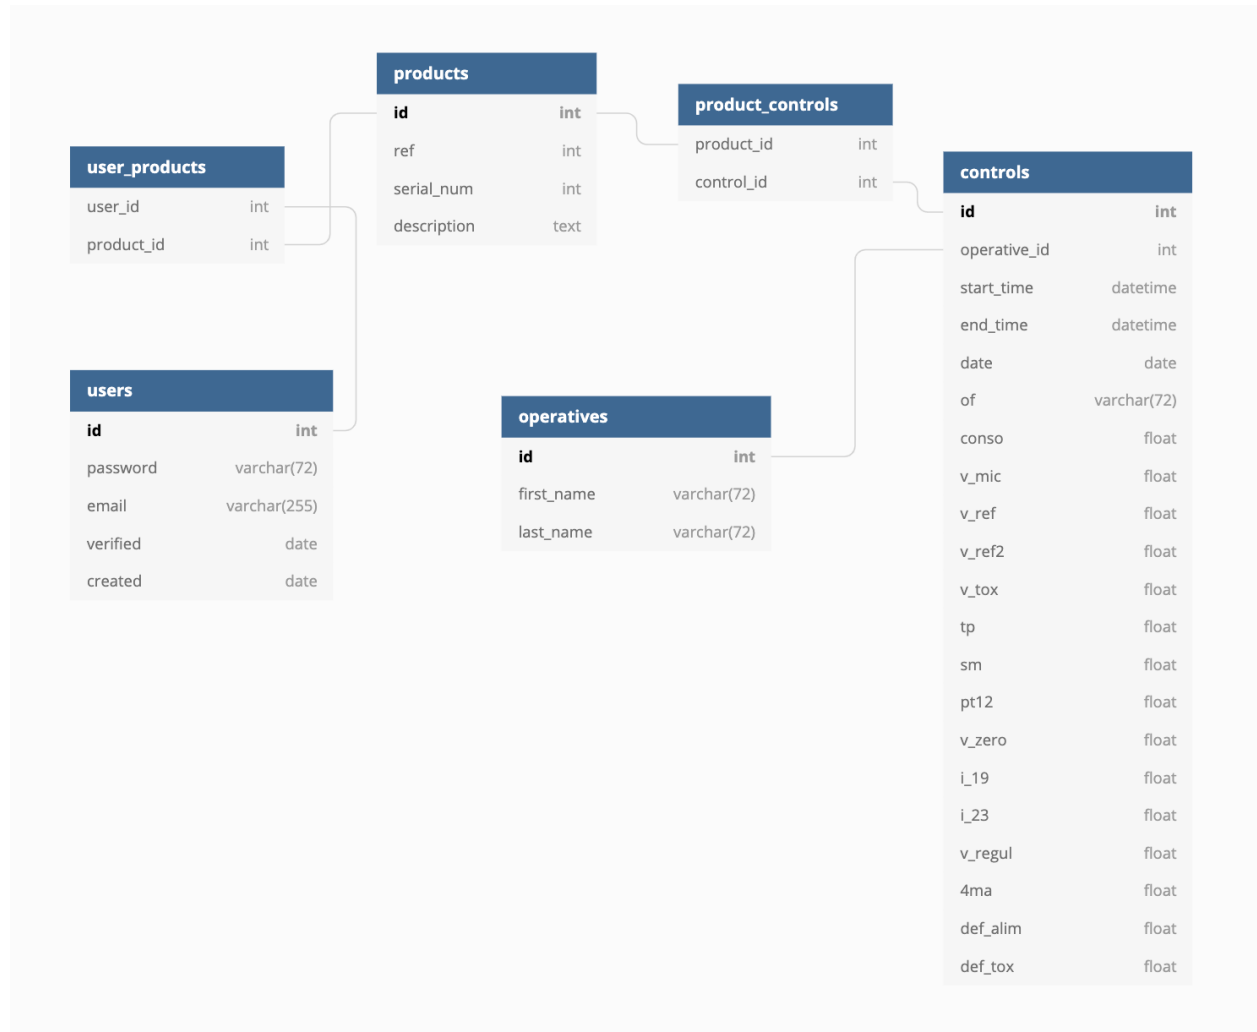 products
id int
ref int
serial_num int
description text
product_controls
product_id int
control_id int
user_products
user_id int
product_id int
controls
id int
operative_id int
start_time datetime
end_time datetime
date date
of varchar(72)
conso float
v_mic float
v_ref float
v_ref2 float
v_tox float
tp float
sm float
pt12 float
v_zero float
i_19 float
i_23 float
v_regul float
4ma float
def_alim float
def_tox float
users
id int
password varchar(72)
email varchar(255)
verified date
created date
operatives
id int
first_name varchar(72)
last_name varchar(72)